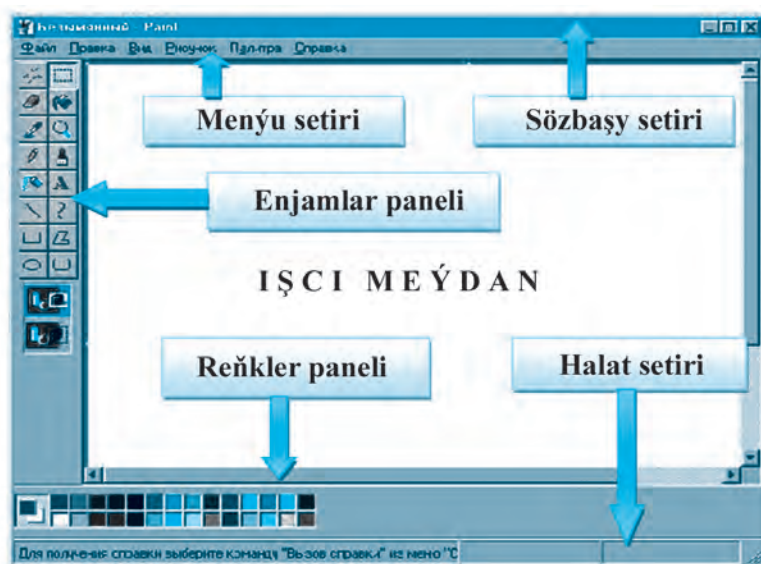 Безымянный - Paint
Файл Правка Вид Рисунок Палитра Справка
Menýu setiri
Sözbaşy setiri
Enjamlar paneli
A
IŞCI MEÝDAN
Reňkler paneli
Halat setiri
Для получения справки выберите команду "Вызов справки" из меню "С